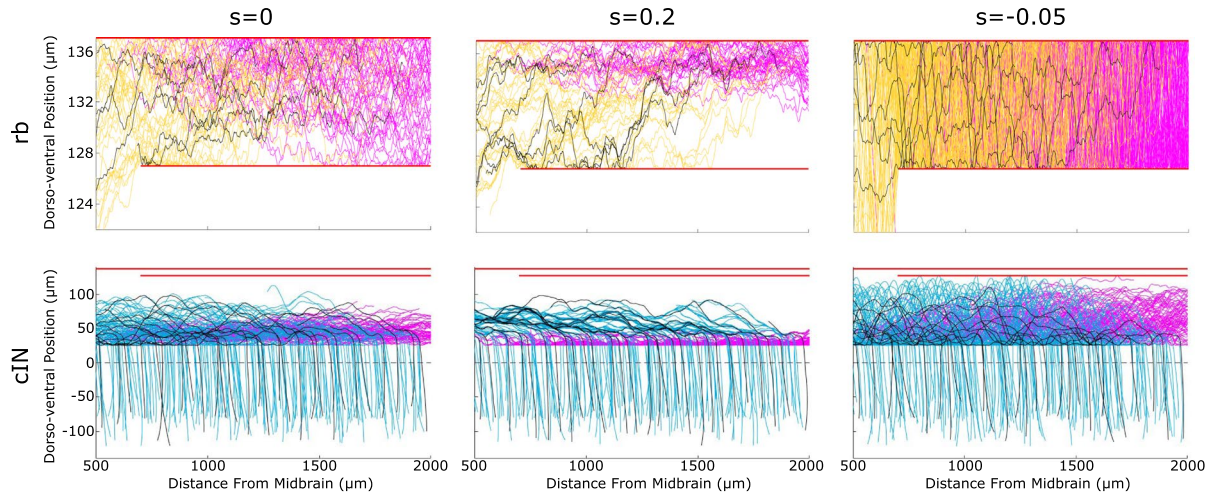 s=0
s=0.2
s=-0.05
rb
Dorso-ventral Position (µm)
136
132
128
124
cIN
Dorso-ventral Position (µm)
100
50
0
-50
-100
500
1000
1500
2000
500
1000
1500
2000
500
1000
1500
2000
Distance From Midbrain (µm)
Distance From Midbrain (µm)
Distance From Midbrain (µm)